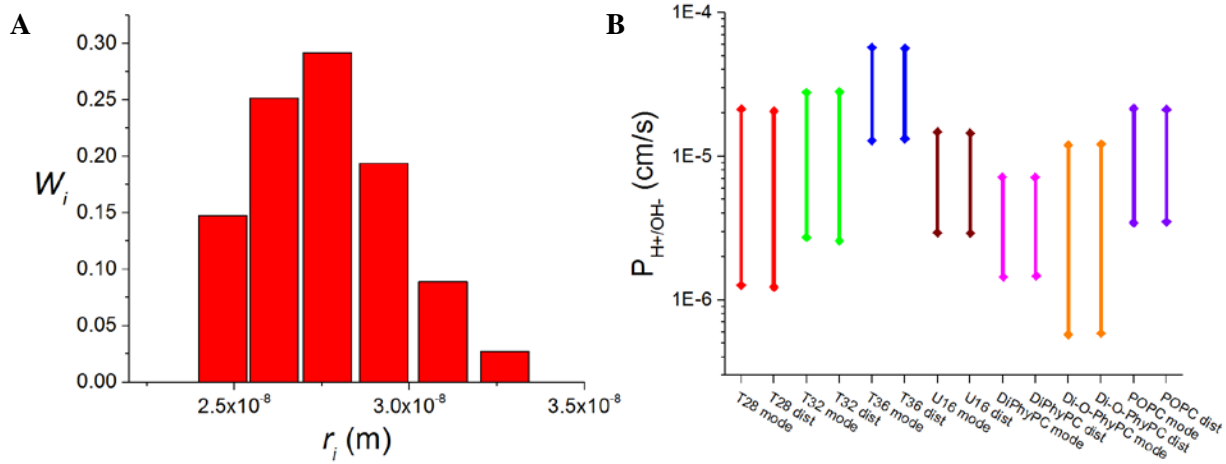 A
0.30
0.25
0.20
0.15
0.10
0.05
0.00
W_i
2.5x10^-8
3.0x10^-8
3.5x10^-8
r_i (m)
B
1E-4
1E-5
1E-6
P_H+/OH- (cm/s)
T28 mode
T28 dist
T32 mode
T32 dist
T36 mode
T36 dist
U16 mode
U16 dist
DiPhyPC mode
DiPhyPC dist
Di-O-PhyPC mode
Di-O-PhyPC dist
POPC mode
POPC dist